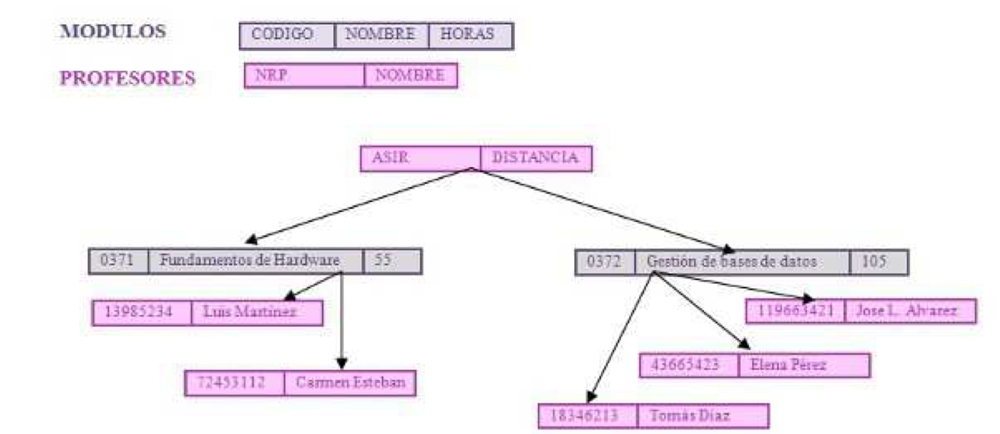 MODULOS CODIGO NOMBRE HORAS
PROFESORES NRP NOMBRE
ASIR DISTANCIA
0371 Fundamentos de Hardware 55
0372 Gestión de bases de datos 105
13985234 Luis Martínez
119663421 Jose L. Alvarez
43665423 Elena Pérez
72453112 Carmen Esteban
18346213 Tomás Díaz